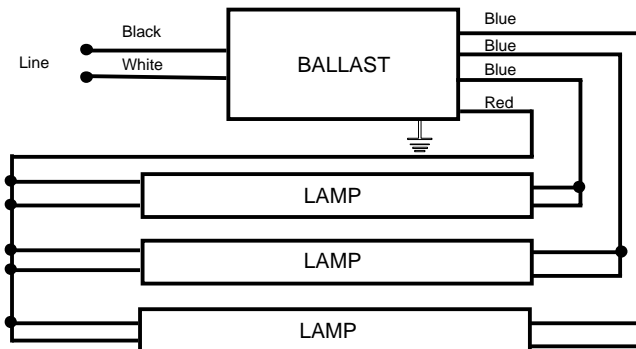 Line
Black
White
BALLAST
Blue
Blue
Blue
Red
LAMP
LAMP
LAMP